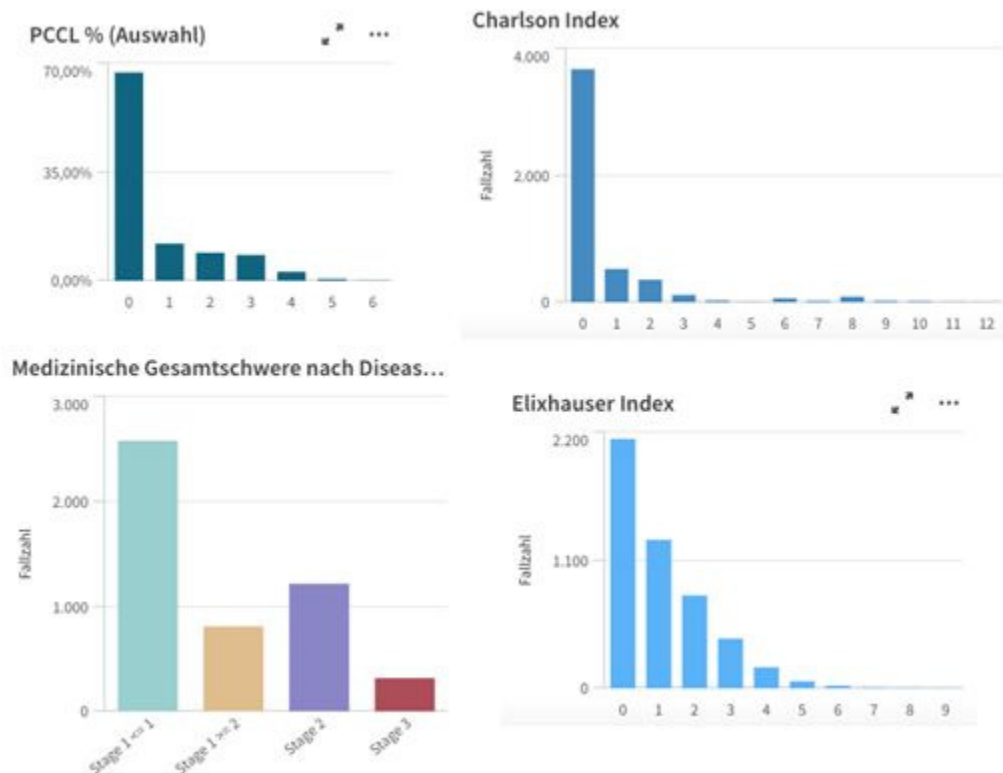 PCCL % (Auswahl)
70,00%
35,00%
0,00%
0 1 2 3 4 5 6
Charlson Index
4.000
Fallzahl
2.000
0
0 1 2 3 4 5 6 7 8 9 10 11 12
Medizinische Gesamtschwere nach Diseas...
3.000
2.000
Fallzahl
1.000
0
Stage 1 <= 1 Stage 1 >= 2 Stage 2 Stage 3
Elixhauser Index
2.200
Fallzahl
1.100
0
0 1 2 3 4 5 6 7 8 9